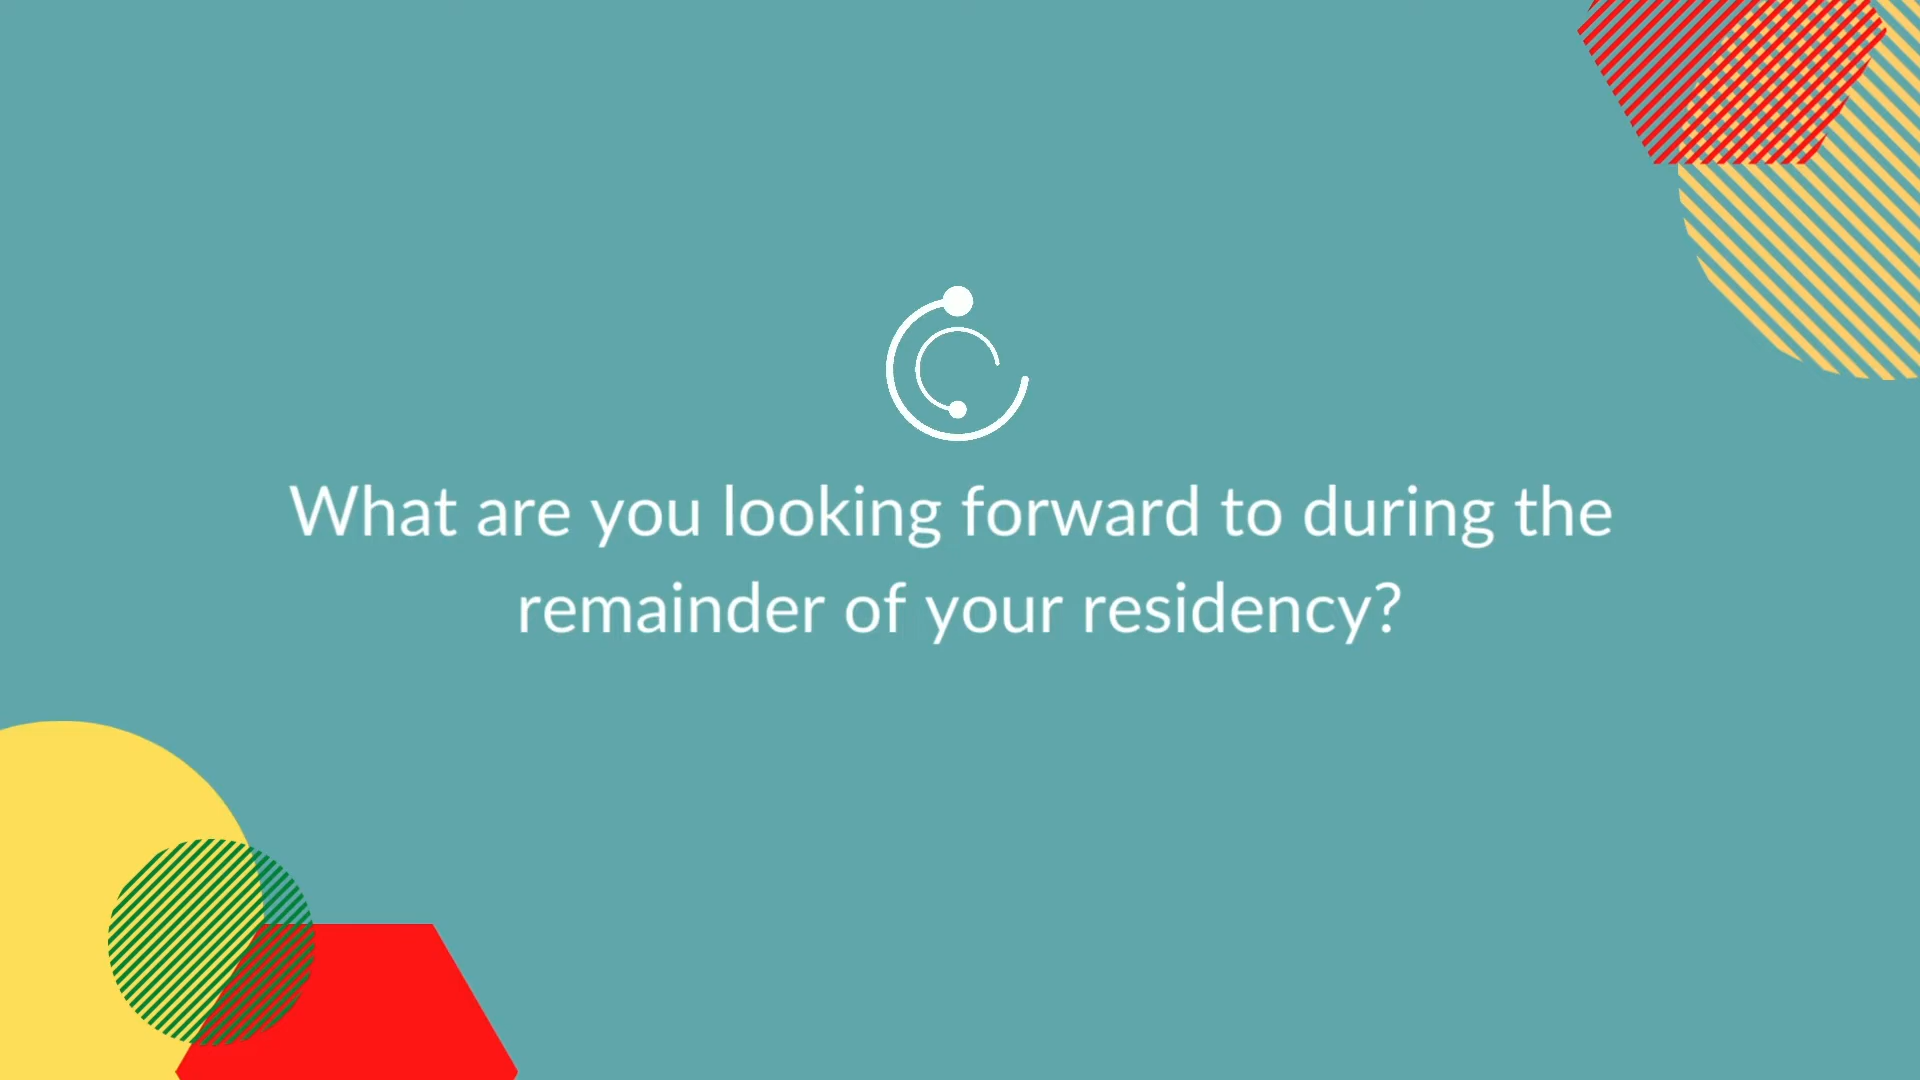 What are you looking forward to during the
remainder of your residency?